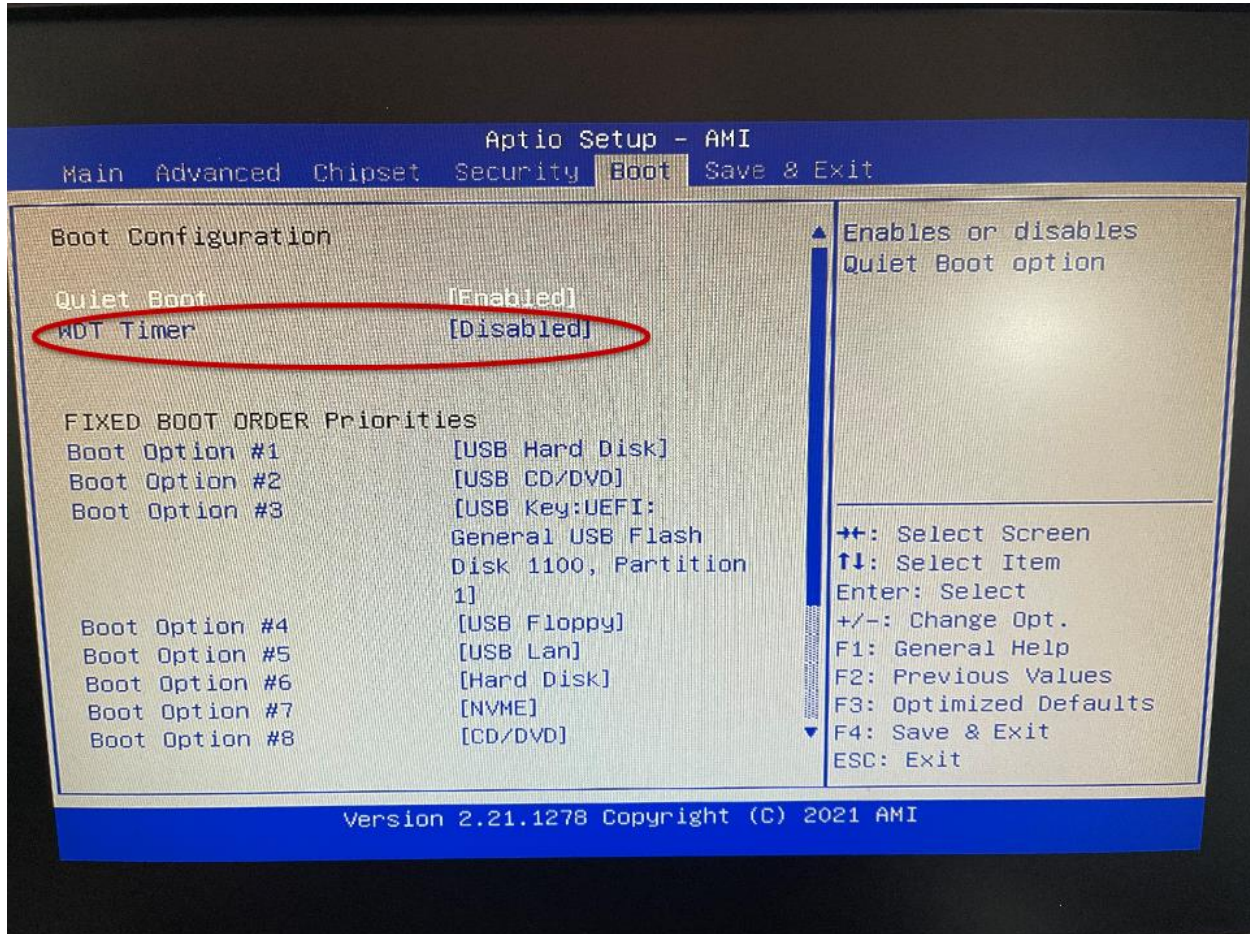 Aptio Setup - AMI
Main Advanced Chipset Security Boot Save & Exit
Boot Configuration
Quiet Boot [Enabled]
WDT Timer [Disabled]
FIXED BOOT ORDER Priorities
Boot Option #1 [USB Hard Disk]
Boot Option #2 [USB CD/DVD]
Boot Option #3 [USB Key:UEFI:
General USB Flash
Disk 1100, Partition
1]
Boot Option #4 [USB Floppy]
Boot Option #5 [USB Lan]
Boot Option #6 [Hard Disk]
Boot Option #7 [NVME]
Boot Option #8 [CD/DVD]
Enables or disables
Quiet Boot option
→←: Select Screen
↑↓: Select Item
Enter: Select
+/-: Change Opt.
F1: General Help
F2: Previous Values
F3: Optimized Defaults
F4: Save & Exit
ESC: Exit
Version 2.21.1278 Copyright (C) 2021 AMI